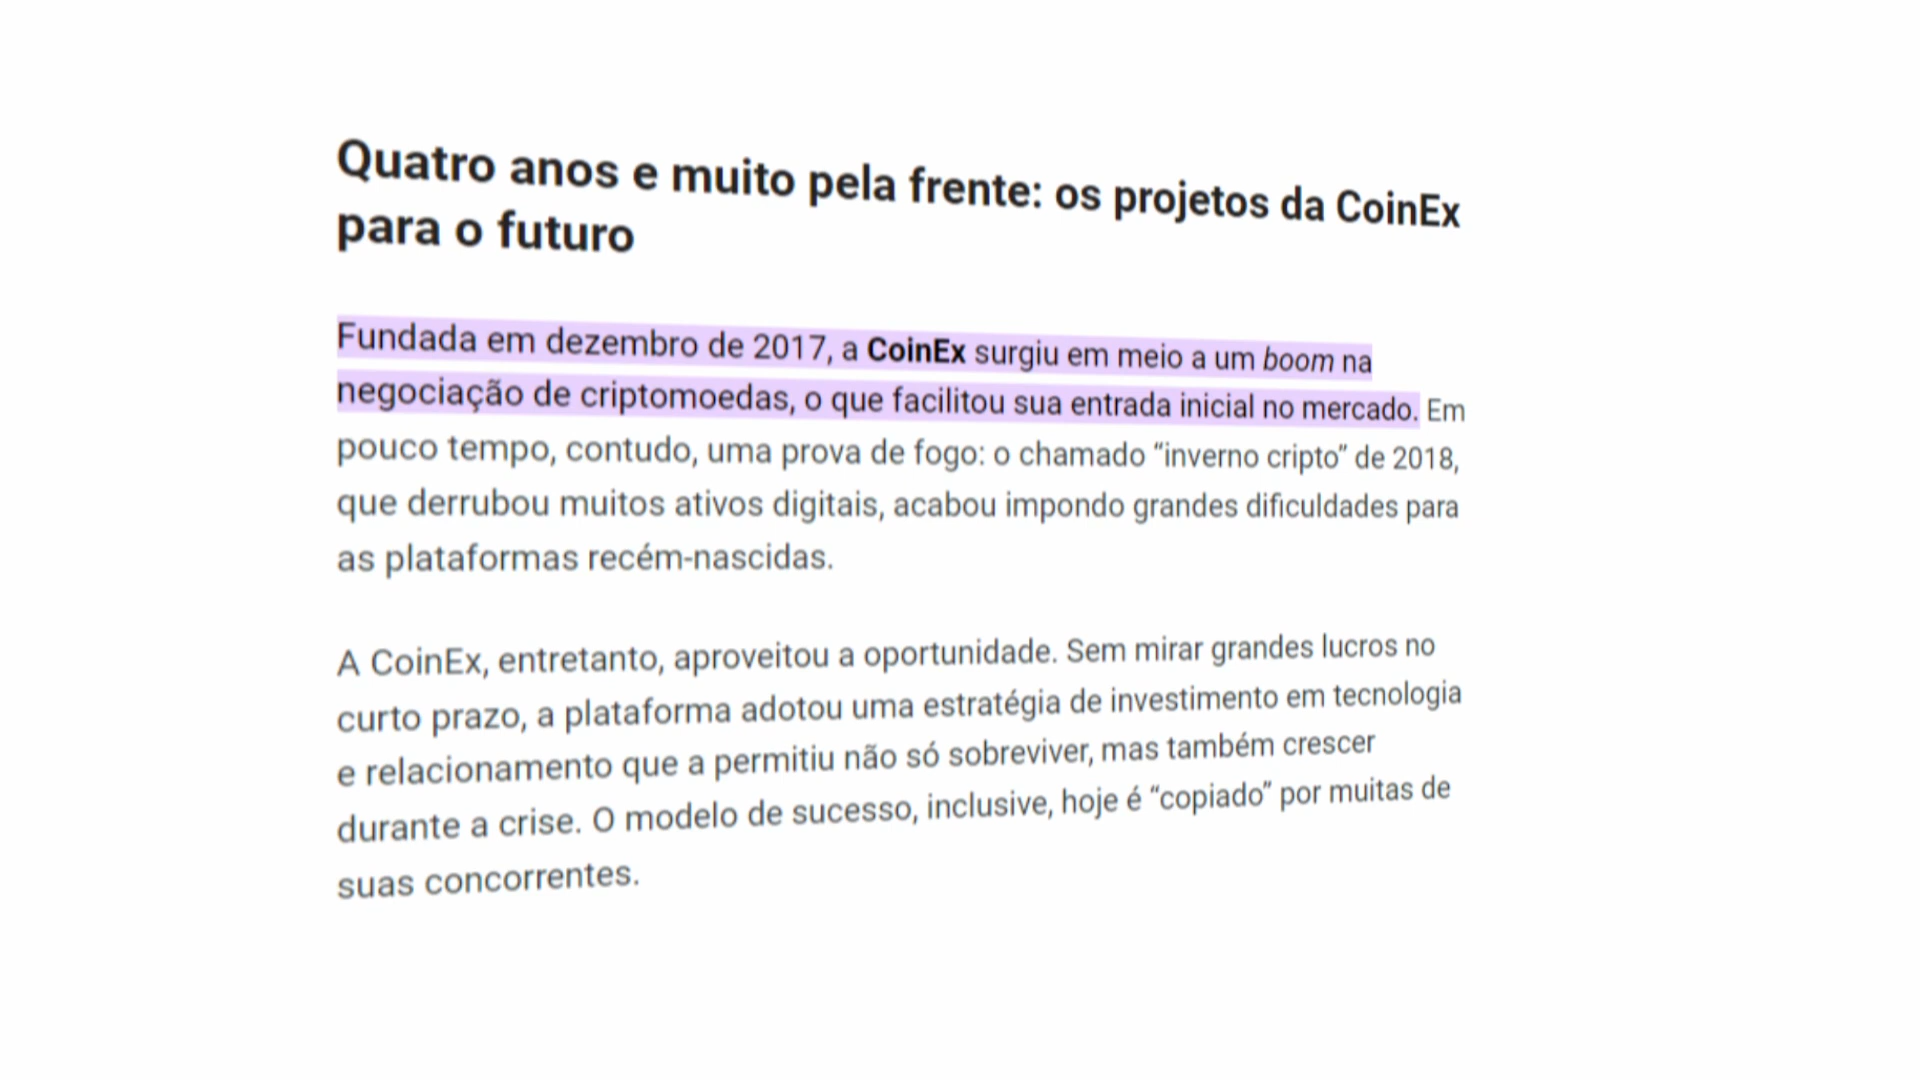 Quatro anos e muito pela frente: os projetos da CoinEx
para o futuro
Fundada em dezembro de 2017, a CoinEx surgiu em meio a um boom na
negociação de criptomoedas, o que facilitou sua entrada inicial no mercado. Em
pouco tempo, contudo, uma prova de fogo: o chamado “inverno cripto” de 2018,
que derrubou muitos ativos digitais, acabou impondo grandes dificuldades para
as plataformas recém-nascidas.
A CoinEx, entretanto, aproveitou a oportunidade. Sem mirar grandes lucros no
curto prazo, a plataforma adotou uma estratégia de investimento em tecnologia
e relacionamento que a permitiu não só sobreviver, mas também crescer
durante a crise. O modelo de sucesso, inclusive, hoje é “copiado” por muitas de
suas concorrentes.